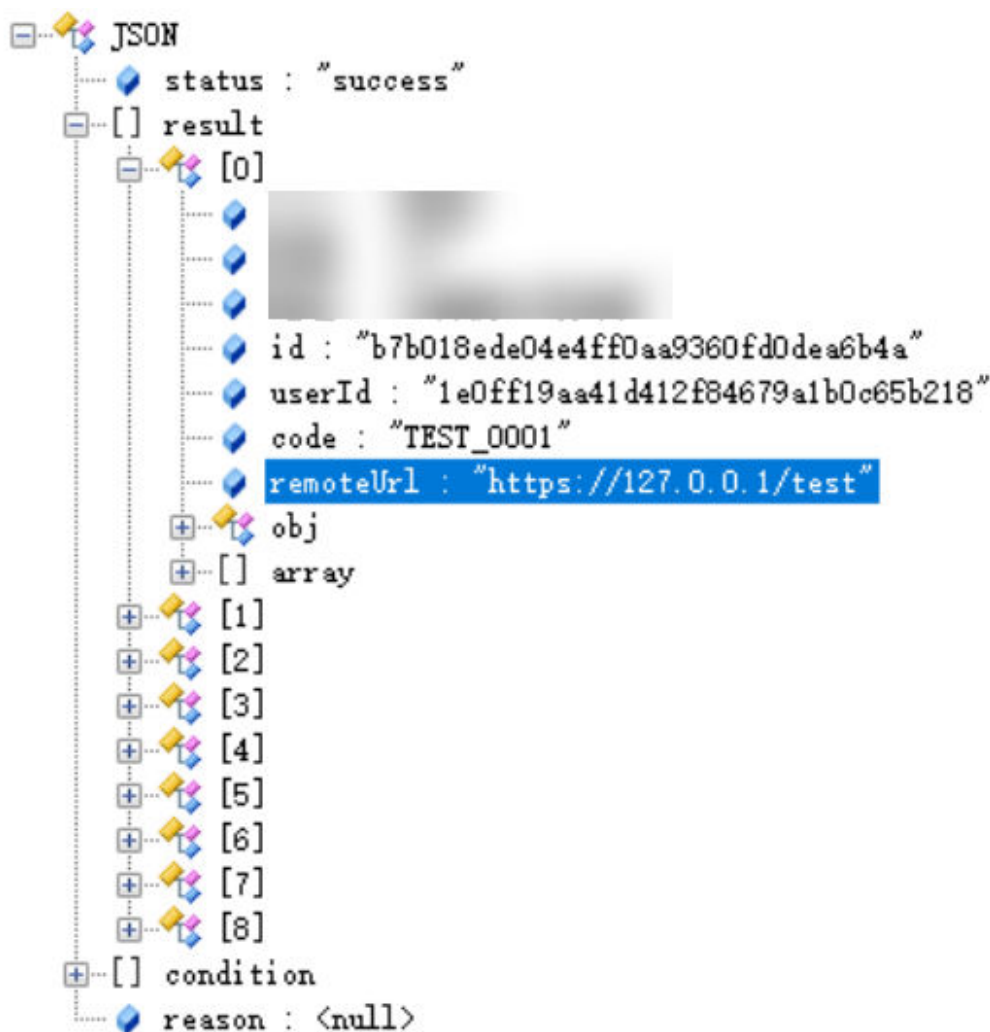 JSON
status : "success"
[] result
[0]
id : "b7b018ede04e4ff0aa9360fd0dea6b4a"
userId : "1e0ff19aa41d412f84679a1b0c65b218"
code : "TEST_0001"
remoteUrl : "https://127.0.0.1/test"
obj
[] array
[1]
[2]
[3]
[4]
[5]
[6]
[7]
[8]
[] condition
reason : <null>